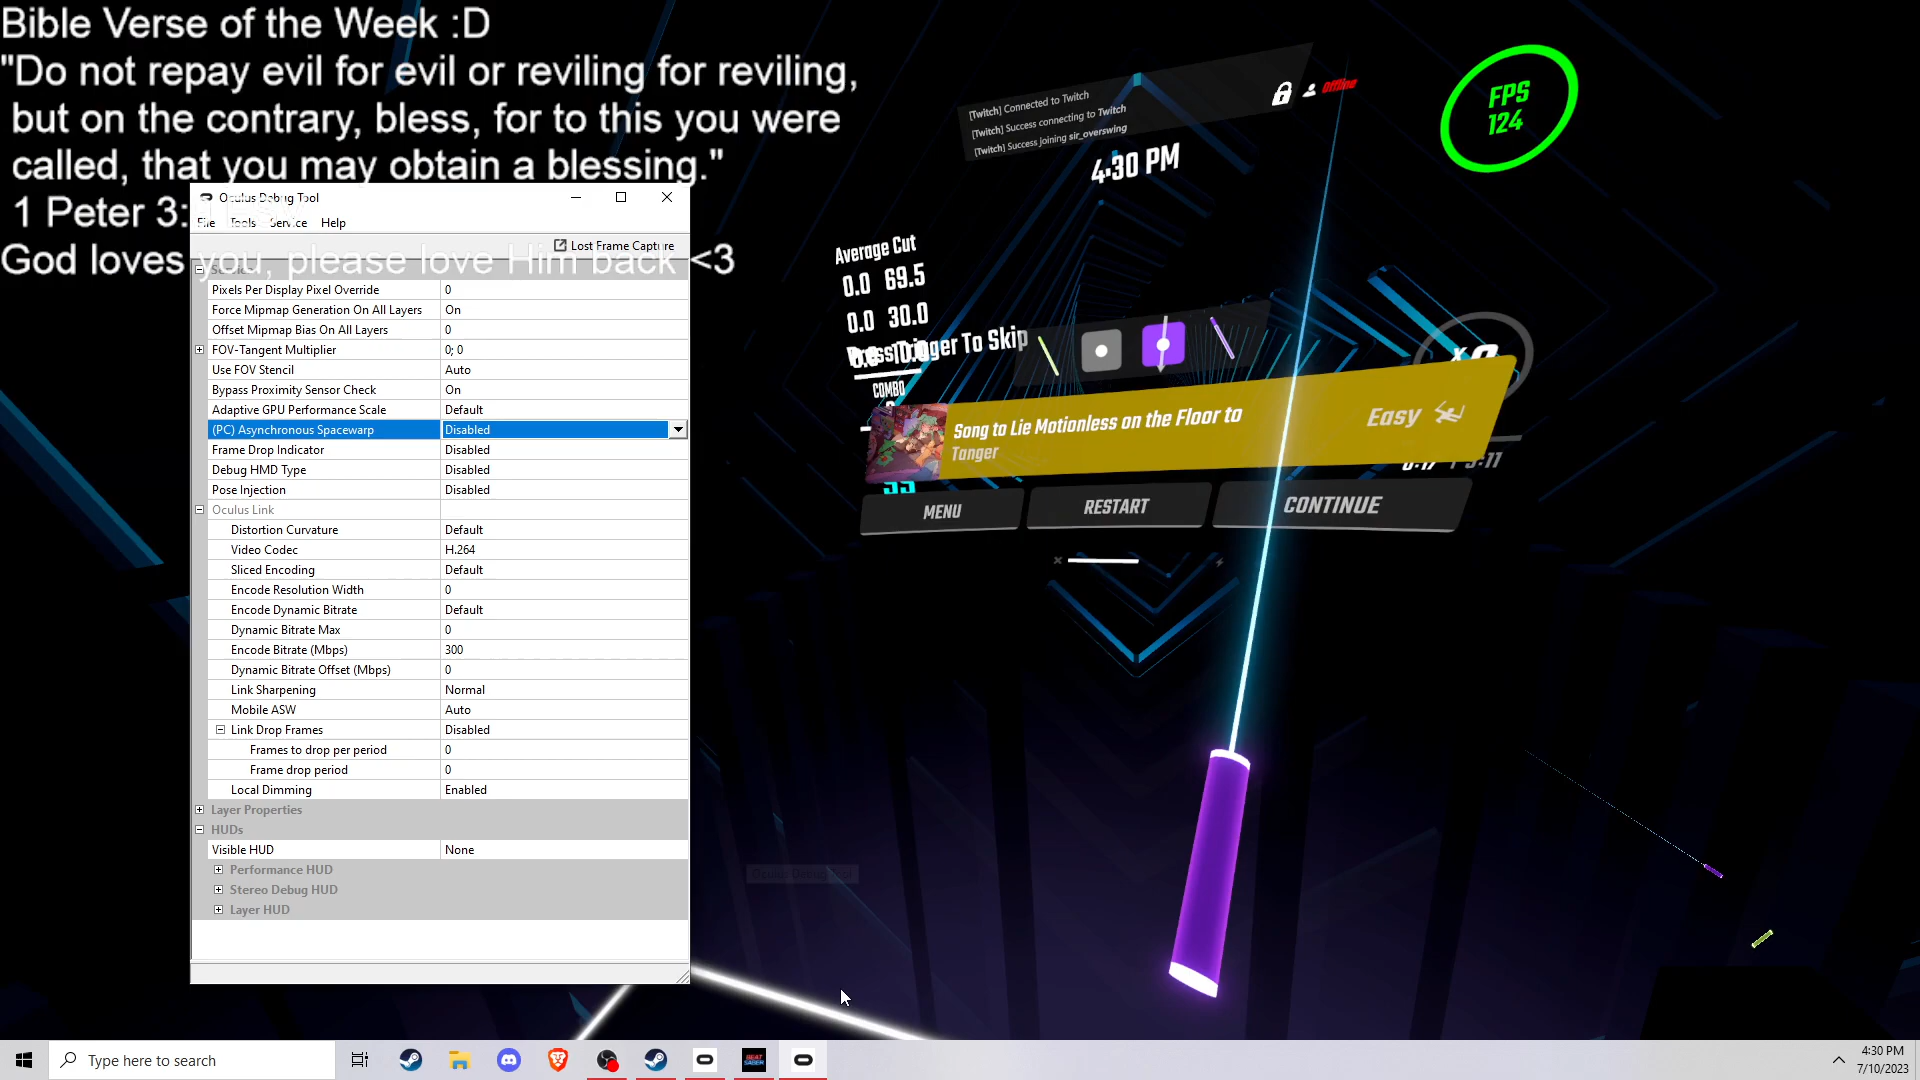 Bible Verse of the Week :D
"Do not repay evil for evil or reviling for reviling,
but on the contrary, bless, for to this you were
called, that you may obtain a blessing."
1 Peter 3:
God loves you, please love Him back <3
Oculus Debug Tool
File Tools Service Help
Lost Frame Capture
Pixels Per Display Pixel Override 0
Force Mipmap Generation On All Layers On
Offset Mipmap Bias On All Layers 0
FOV-Tangent Multiplier 0; 0
Use FOV Stencil Auto
Bypass Proximity Sensor Check On
Adaptive GPU Performance Scale Default
(PC) Asynchronous Spacewarp Disabled
Frame Drop Indicator Disabled
Debug HMD Type Disabled
Pose Injection Disabled
Oculus Link
Distortion Curvature Default
Video Codec H.264
Sliced Encoding Default
Encode Resolution Width 0
Encode Dynamic Bitrate Default
Dynamic Bitrate Max 0
Encode Bitrate (Mbps) 300
Dynamic Bitrate Offset (Mbps) 0
Link Sharpening Normal
Mobile ASW Auto
Link Drop Frames Disabled
Frames to drop per period 0
Frame drop period 0
Local Dimming Enabled
Layer Properties
HUDs
Visible HUD None
Performance HUD
Stereo Debug HUD
Layer HUD
[Twitch] Connected to Twitch
[Twitch] Success connecting to Twitch
[Twitch] Success joining sir_overswing
Offline
4:30 PM
FPS
124
Average Cut
0.0 69.5
0.0 30.0
Press Trigger To Skip
COMBO
Song to Lie Motionless on the Floor to
Tanger
Easy
MENU
RESTART
CONTINUE
Oculus Debug Tool
Type here to search
BEAT SABER
4:30 PM
7/10/2023